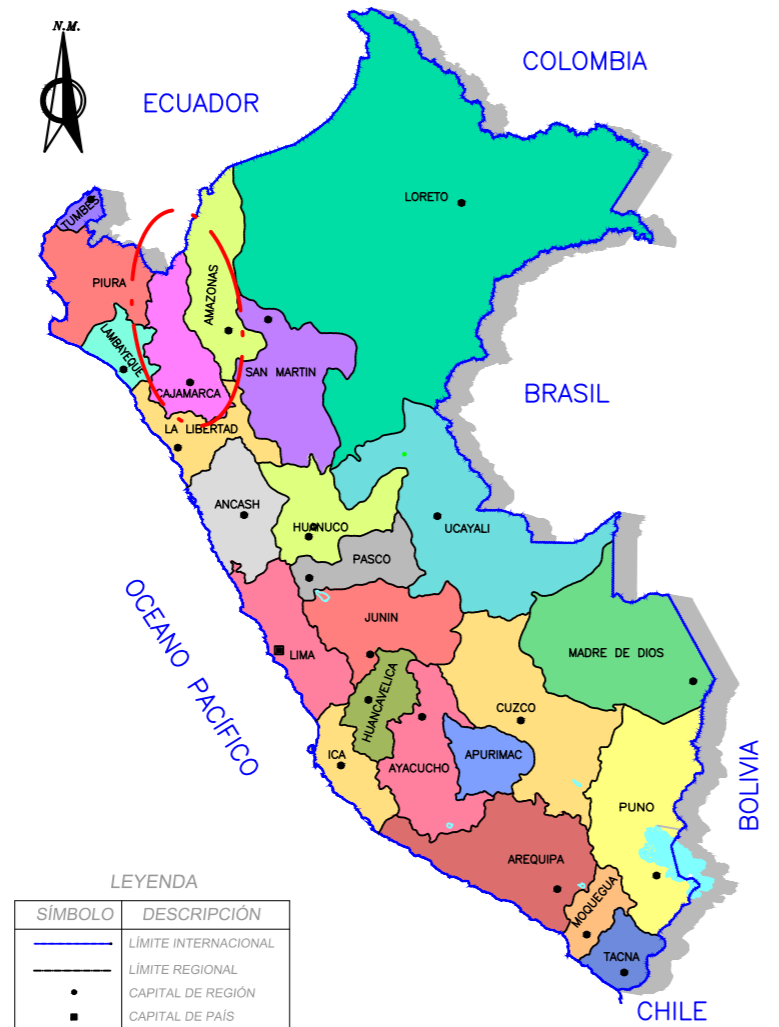 N.M.
COLOMBIA
ECUADOR
LORETO
TUMBES
PIURA
AMAZONAS
LAMBAYEQUE
SAN MARTIN
CAJAMARCA
BRASIL
LA LIBERTAD
ANCASH
HUANUCO
UCAYALI
PASCO
OCEANO PACÍFICO
JUNIN
LIMA
MADRE DE DIOS
HUANCAVELICA
CUZCO
ICA
AYACUCHO
APURIMAC
BOLIVIA
PUNO
AREQUIPA
MOQUEGUA
TACNA
CHILE
LEYENDA
SÍMBOLO DESCRIPCIÓN
LÍMITE INTERNACIONAL
LÍMITE REGIONAL
CAPITAL DE REGIÓN
CAPITAL DE PAÍS